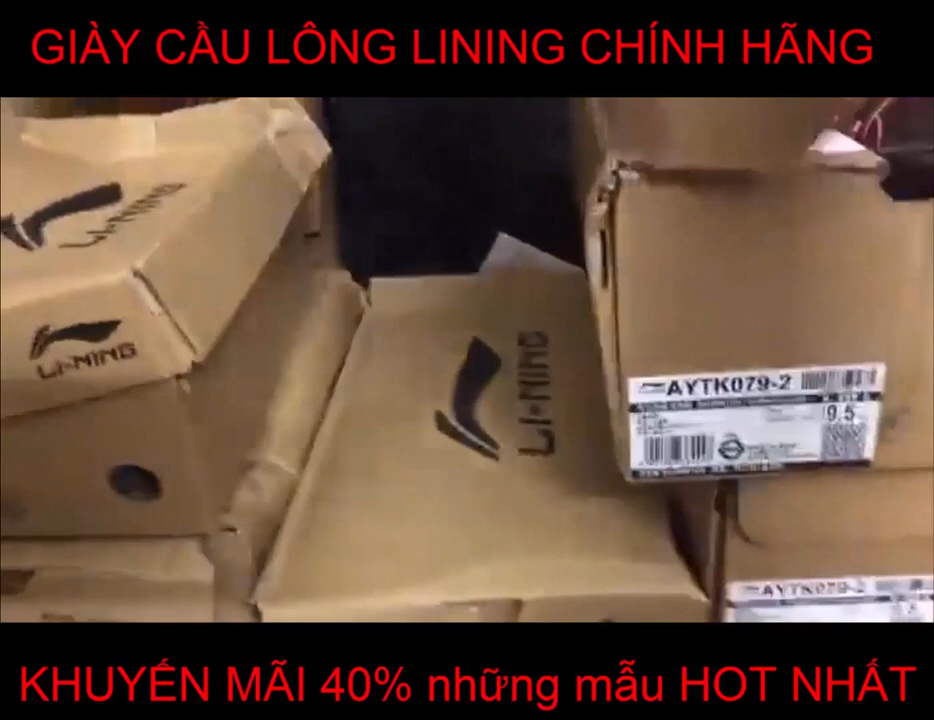 GIÀY CẦU LÔNG LINING CHÍNH HÃNG
LI-NING
LI-NING
LI-NING
AYTK079-2
9.5
AYTK079-2
KHUYẾN MÃI 40% những mẫu HOT NHẤT